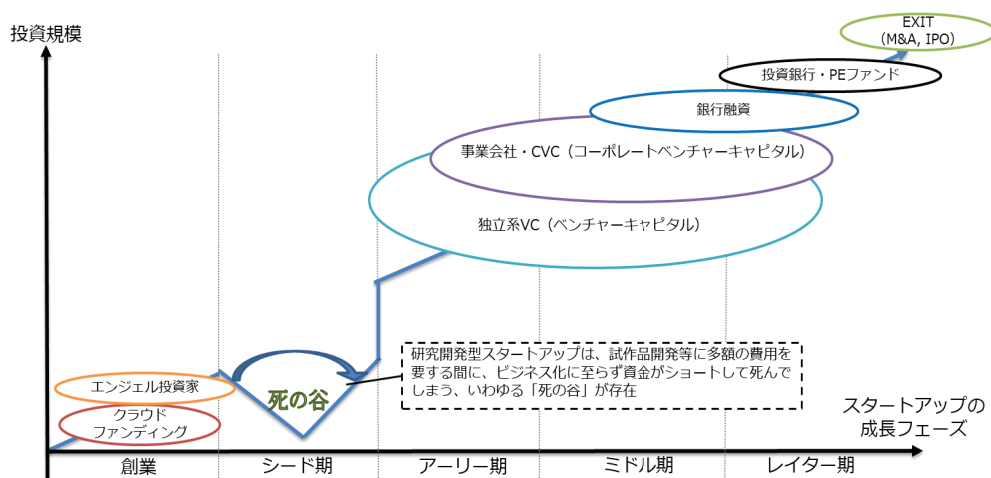 投資規模
EXIT
(M&A, IPO)
投資銀行・PEファンド
銀行融資
事業会社・CVC（コーポレートベンチャーキャピタル）
独立系VC（ベンチャーキャピタル）
研究開発型スタートアップは、試作品開発等に多額の費用を
要する間に、ビジネス化に至らず資金がショートして死んで
しまう、いわゆる「死の谷」が存在
エンジェル投資家
死の谷
クラウド
ファンディング
スタートアップの
成長フェーズ
創業
シード期
アーリー期
ミドル期
レイター期